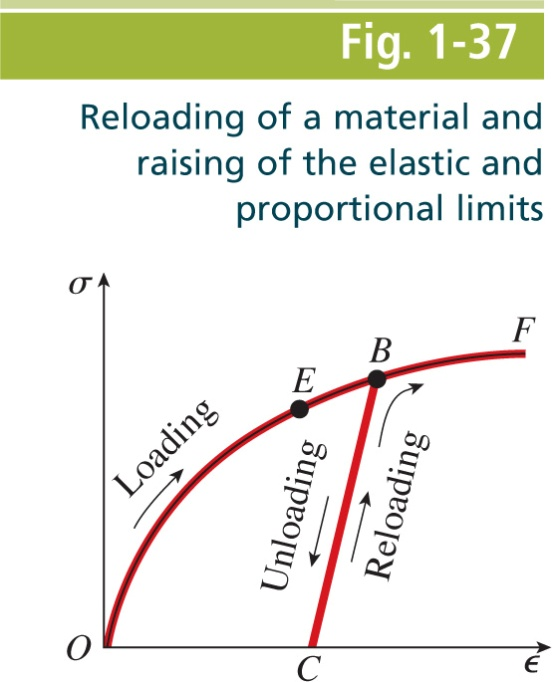 Fig. 1-37
Reloading of a material and
raising of the elastic and
proportional limits
σ
F
B
E
Loading
Unloading
Reloading
O
C
ϵ